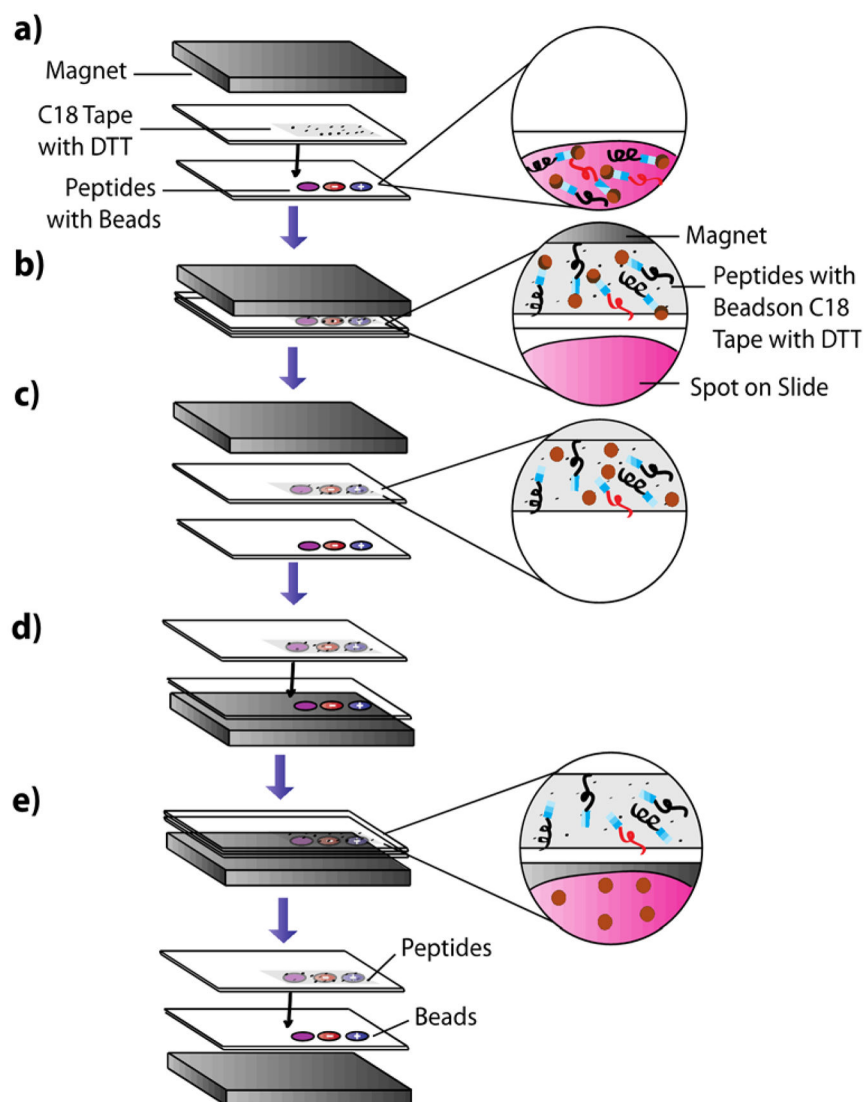 a)
Magnet
C18 Tape
with DTT
Peptides
with Beads
- +
b)
Magnet
Peptides with
Beadson C18
Tape with DTT
Spot on Slide
- +
c)
- +
- +
d)
- +
- +
e)
- +
Peptides
- +
Beads
- +